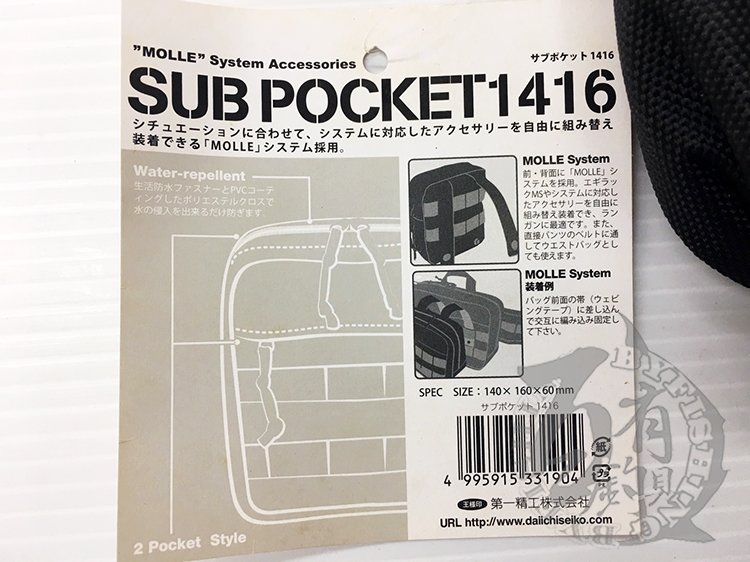 "MOLLE" System Accessories
サブポケット1416
SUB POCKET1416
シチュエーションに合わせて、システムに対応したアクセサリーを自由に組み替え
装着できる「MOLLE」システム採用。
Water-repellent
生活防水ファスナーとPVCコーテ
ィングしたポリエステルクロスで
水の侵入を出来るだけ防ぎます。
MOLLE System
前・背面に「MOLLE」シ
ステムを採用。エギラッ
クMSやシステムに対応し
たアクセサリーを自由に
組み替え装着でき、ラン
ガンに最適です。また、
直接パンツのベルトに通
してウエストバッグとし
ても使えます。
MOLLE System
装着例
バッグ前面の帯（ウェビ
ングテープ）に差し込ん
で交互に編み込み固定し
て下さい。
SPEC SIZE：140×160×60mm
サブポケット1416
4 995915 331904
紙
プラ
王様印 第一精工株式会社
URL http://www.daiichiseiko.com/
2 Pocket Style